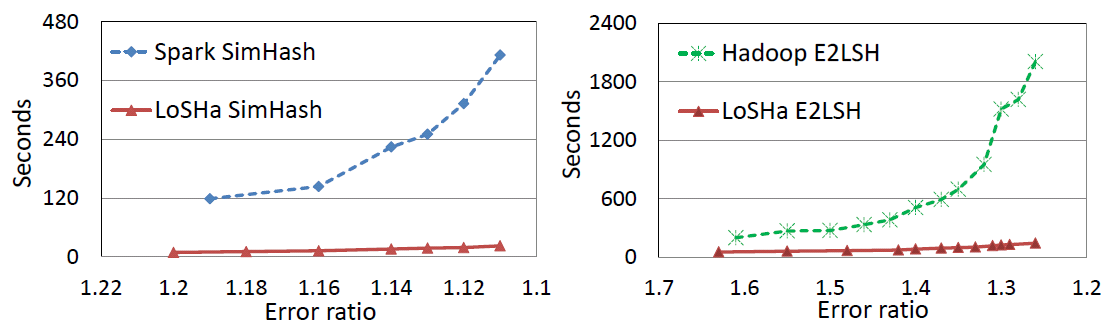 480
360
240
120
0
Seconds
Spark SimHash
LoSHa SimHash
1.22 1.2 1.18 1.16 1.14 1.12 1.1
Error ratio
2400
1800
1200
600
0
Seconds
Hadoop E2LSH
LoSHa E2LSH
1.7 1.6 1.5 1.4 1.3 1.2
Error ratio